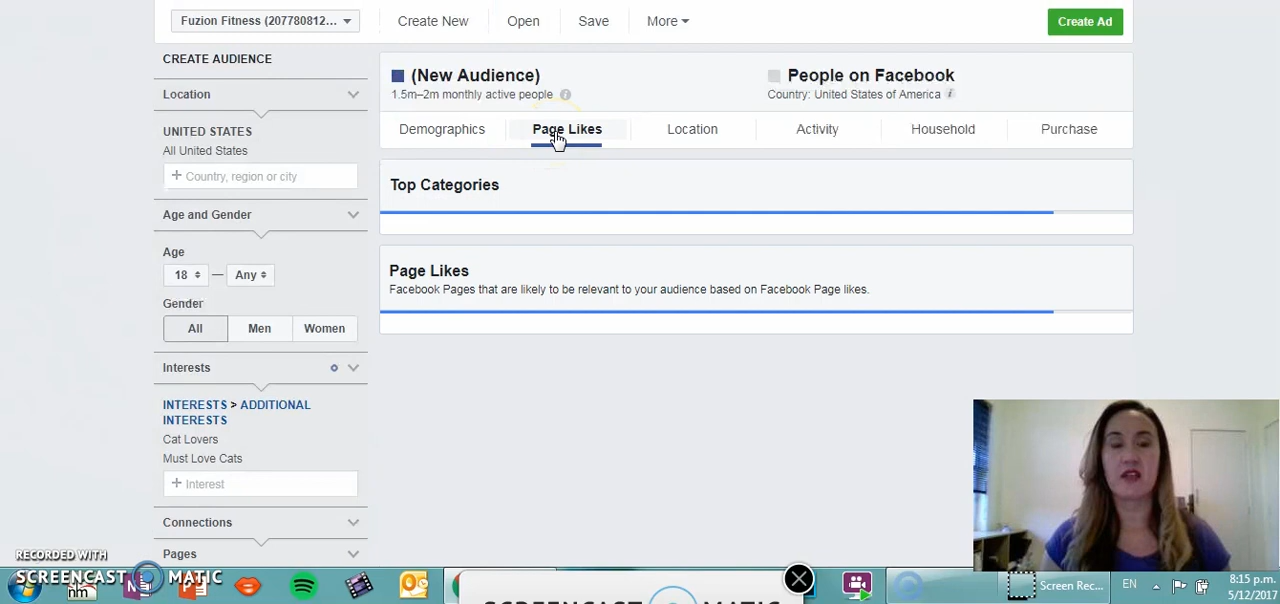 Fuzion Fitness (207780812...
Create New
Open
Save
More
Create Ad
CREATE AUDIENCE
Location
UNITED STATES
All United States
+ Country, region or city
Age and Gender
Age
18 — Any
Gender
All Men Women
Interests
INTERESTS > ADDITIONAL
INTERESTS
Cat Lovers
Must Love Cats
+ Interest
Connections
Pages
(New Audience)
1.5m–2m monthly active people
People on Facebook
Country: United States of America
Demographics
Page Likes
Location
Activity
Household
Purchase
Top Categories
Page Likes
Facebook Pages that are likely to be relevant to your audience based on Facebook Page likes.
RECORDED WITH
SCREENCAST MATIC
nm
SCREENCAST MATIC
Screen Rec...
EN
8:15 p.m.
5/12/2017